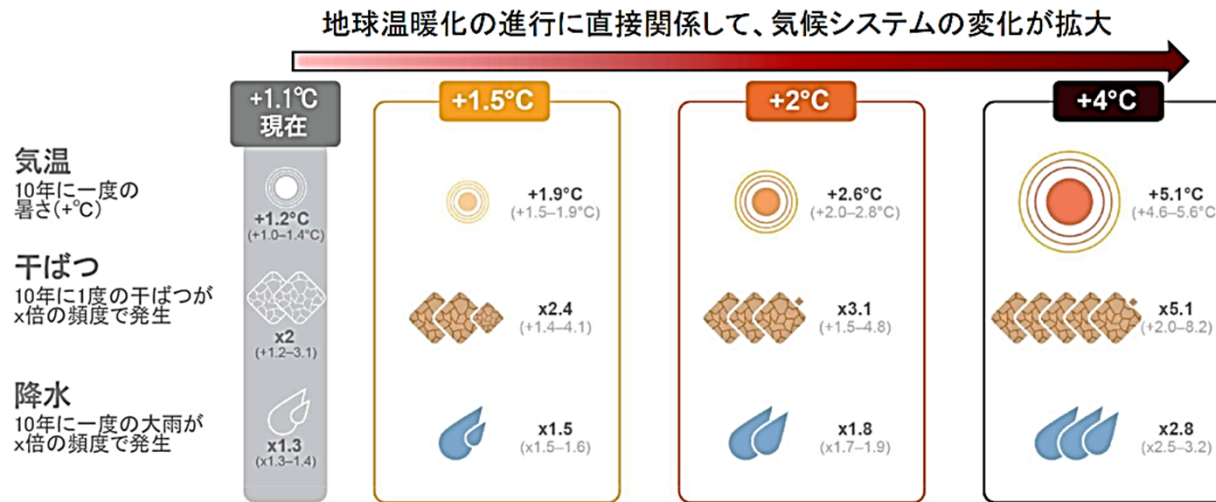 地球温暖化の進行に直接関係して、気候システムの変化が拡大
+1.1℃
現在
+1.5°C
+2°C
+4°C
気温
10年に一度の
暑さ(+℃)
+1.2°C
(+1.0–1.4°C)
+1.9°C
(+1.5–1.9°C)
+2.6°C
(+2.0–2.8°C)
+5.1°C
(+4.6–5.6°C
干ばつ
10年に1度の干ばつが
x倍の頻度で発生
x2
(+1.2–3.1)
x2.4
(+1.4–4.1)
x3.1
(+1.5–4.8)
x5.1
(+2.0–8.2)
降水
10年に一度の大雨が
x倍の頻度で発生
x1.3
(x1.3–1.4)
x1.5
(x1.5–1.6)
x1.8
(x1.7–1.9)
x2.8
(x2.5–3.2)